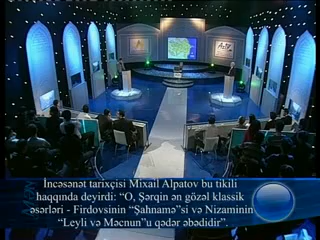 İncəsənət tarixçisi Mixail Alpatov bu tikili
haqqında deyirdi: “O, Şərqin ən gözəl klassik
əsərləri - Firdovsinin “Şahnamə”si və Nizaminin
“Leyli və Məcnun”u qədər əbədidir”.